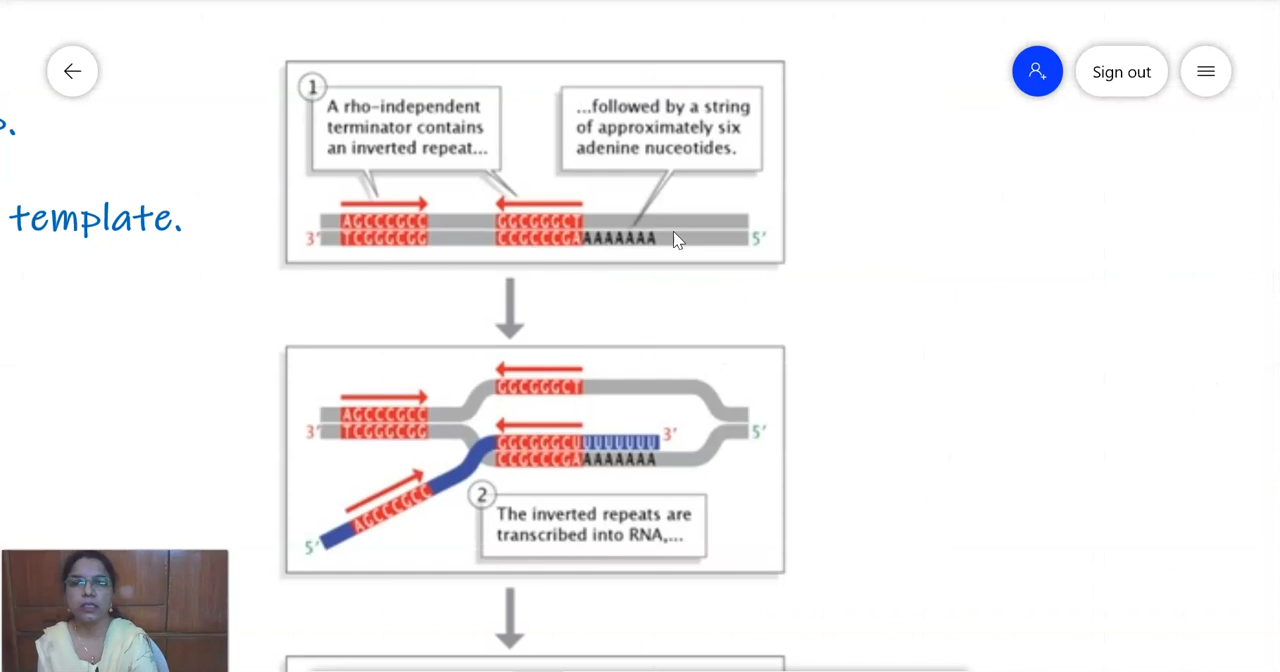 s.
template.
Sign out
1
A rho-independent
terminator contains
an inverted repeat...
...followed by a string
of approximately six
adenine nuceotides.
AGCCCGCC GGCGGGCT
3' TCGGGCGG CCGCCCGAAAAAAAA 5'
GGCGGGCT
AGCCCGCC
3' TCGGGCGG 5'
GGCGGGCUUUUUUUU 3'
CCGCCCGAAAAAAAA
AGCCCGCC
5'
2
The inverted repeats are
transcribed into RNA,...